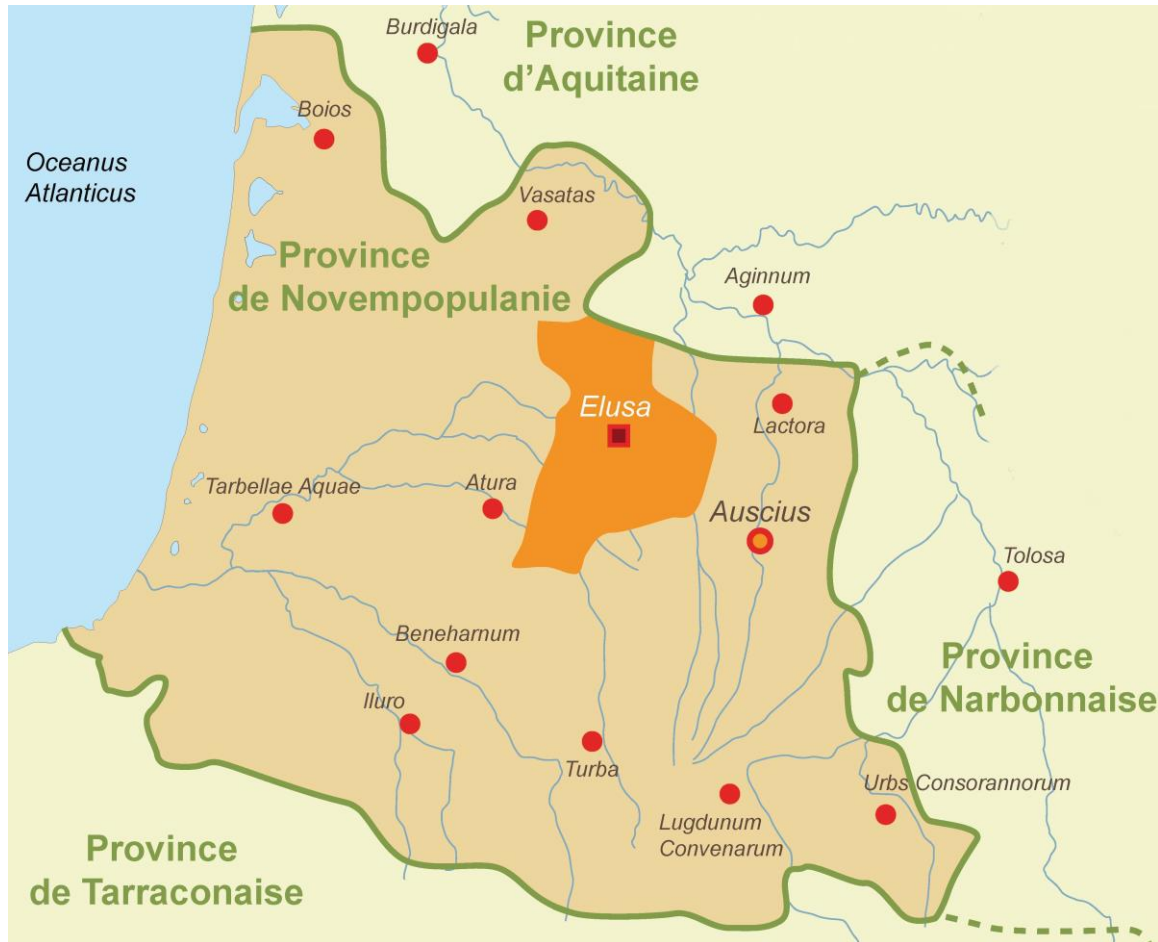 Burdigala
Province
d'Aquitaine
Boios
Oceanus
Atlanticus
Vasatas
Province
de Novempopulanie
Aginnum
Elusa
Lactora
Tarbellae Aquae
Atura
Auscius
Tolosa
Beneharnum
Province
de Narbonnaise
Iluro
Turba
Urbs Consorannorum
Lugdunum
Convenarum
Province
de Tarraconaise